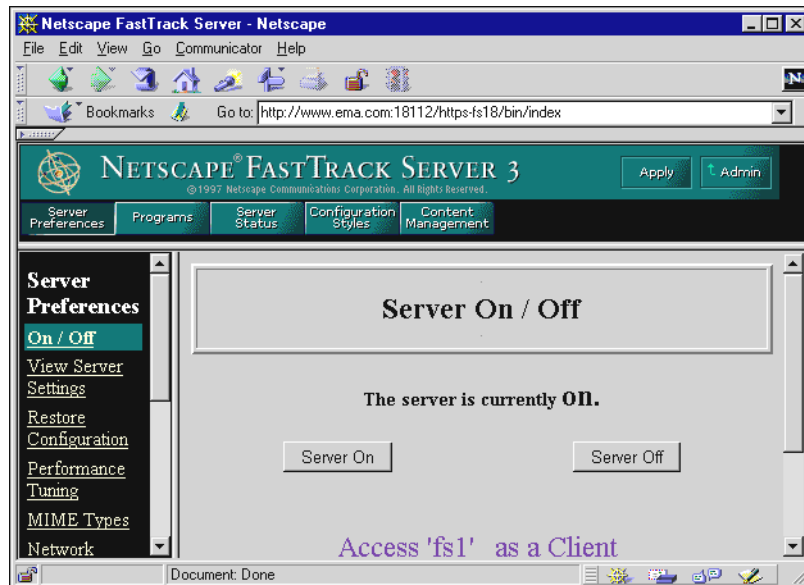 Netscape FastTrack Server - Netscape
File Edit View Go Communicator Help
Bookmarks Go to: http://www.ema.com:18112/https-fs18/bin/index
N
NETSCAPE® FASTTRACK SERVER 3
©1997 Netscape Communications Corporation. All Rights Reserved.
Apply
Admin
Server Preferences
Programs
Server Status
Configuration Styles
Content Management
Server
Preferences
On / Off
View Server
Settings
Restore
Configuration
Performance
Tuning
MIME Types
Network
Server On / Off
The server is currently on.
Server On
Server Off
Access 'fs1' as a Client
Document: Done